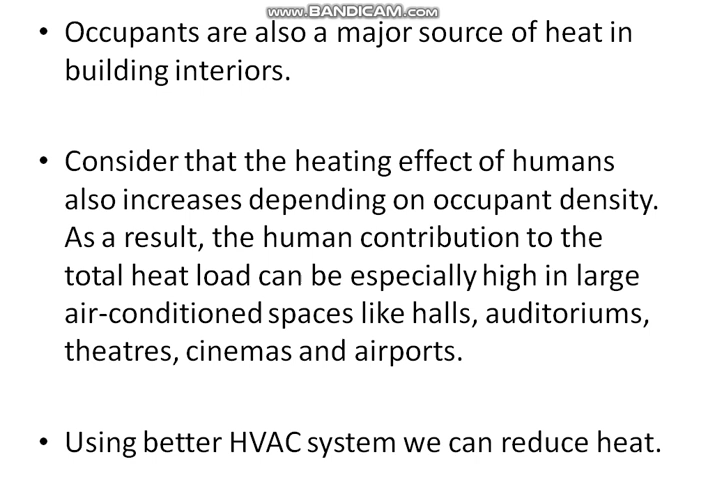 www.BANDICAM.com
• Occupants are also a major source of heat in
building interiors.
• Consider that the heating effect of humans
also increases depending on occupant density.
As a result, the human contribution to the
total heat load can be especially high in large
air-conditioned spaces like halls, auditoriums,
theatres, cinemas and airports.
• Using better HVAC system we can reduce heat.